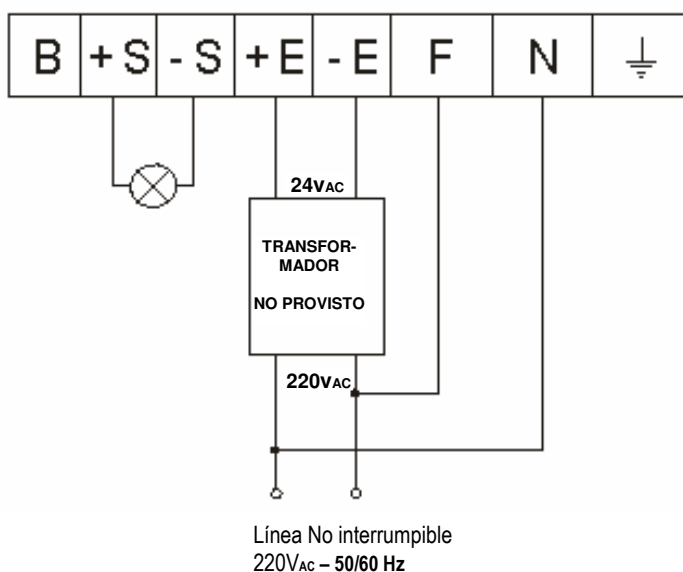 B +S -S +E -E F N
24VAC
TRANSFOR-
MADOR
NO PROVISTO
220VAC
Línea No interrumpible
220VAC – 50/60 Hz